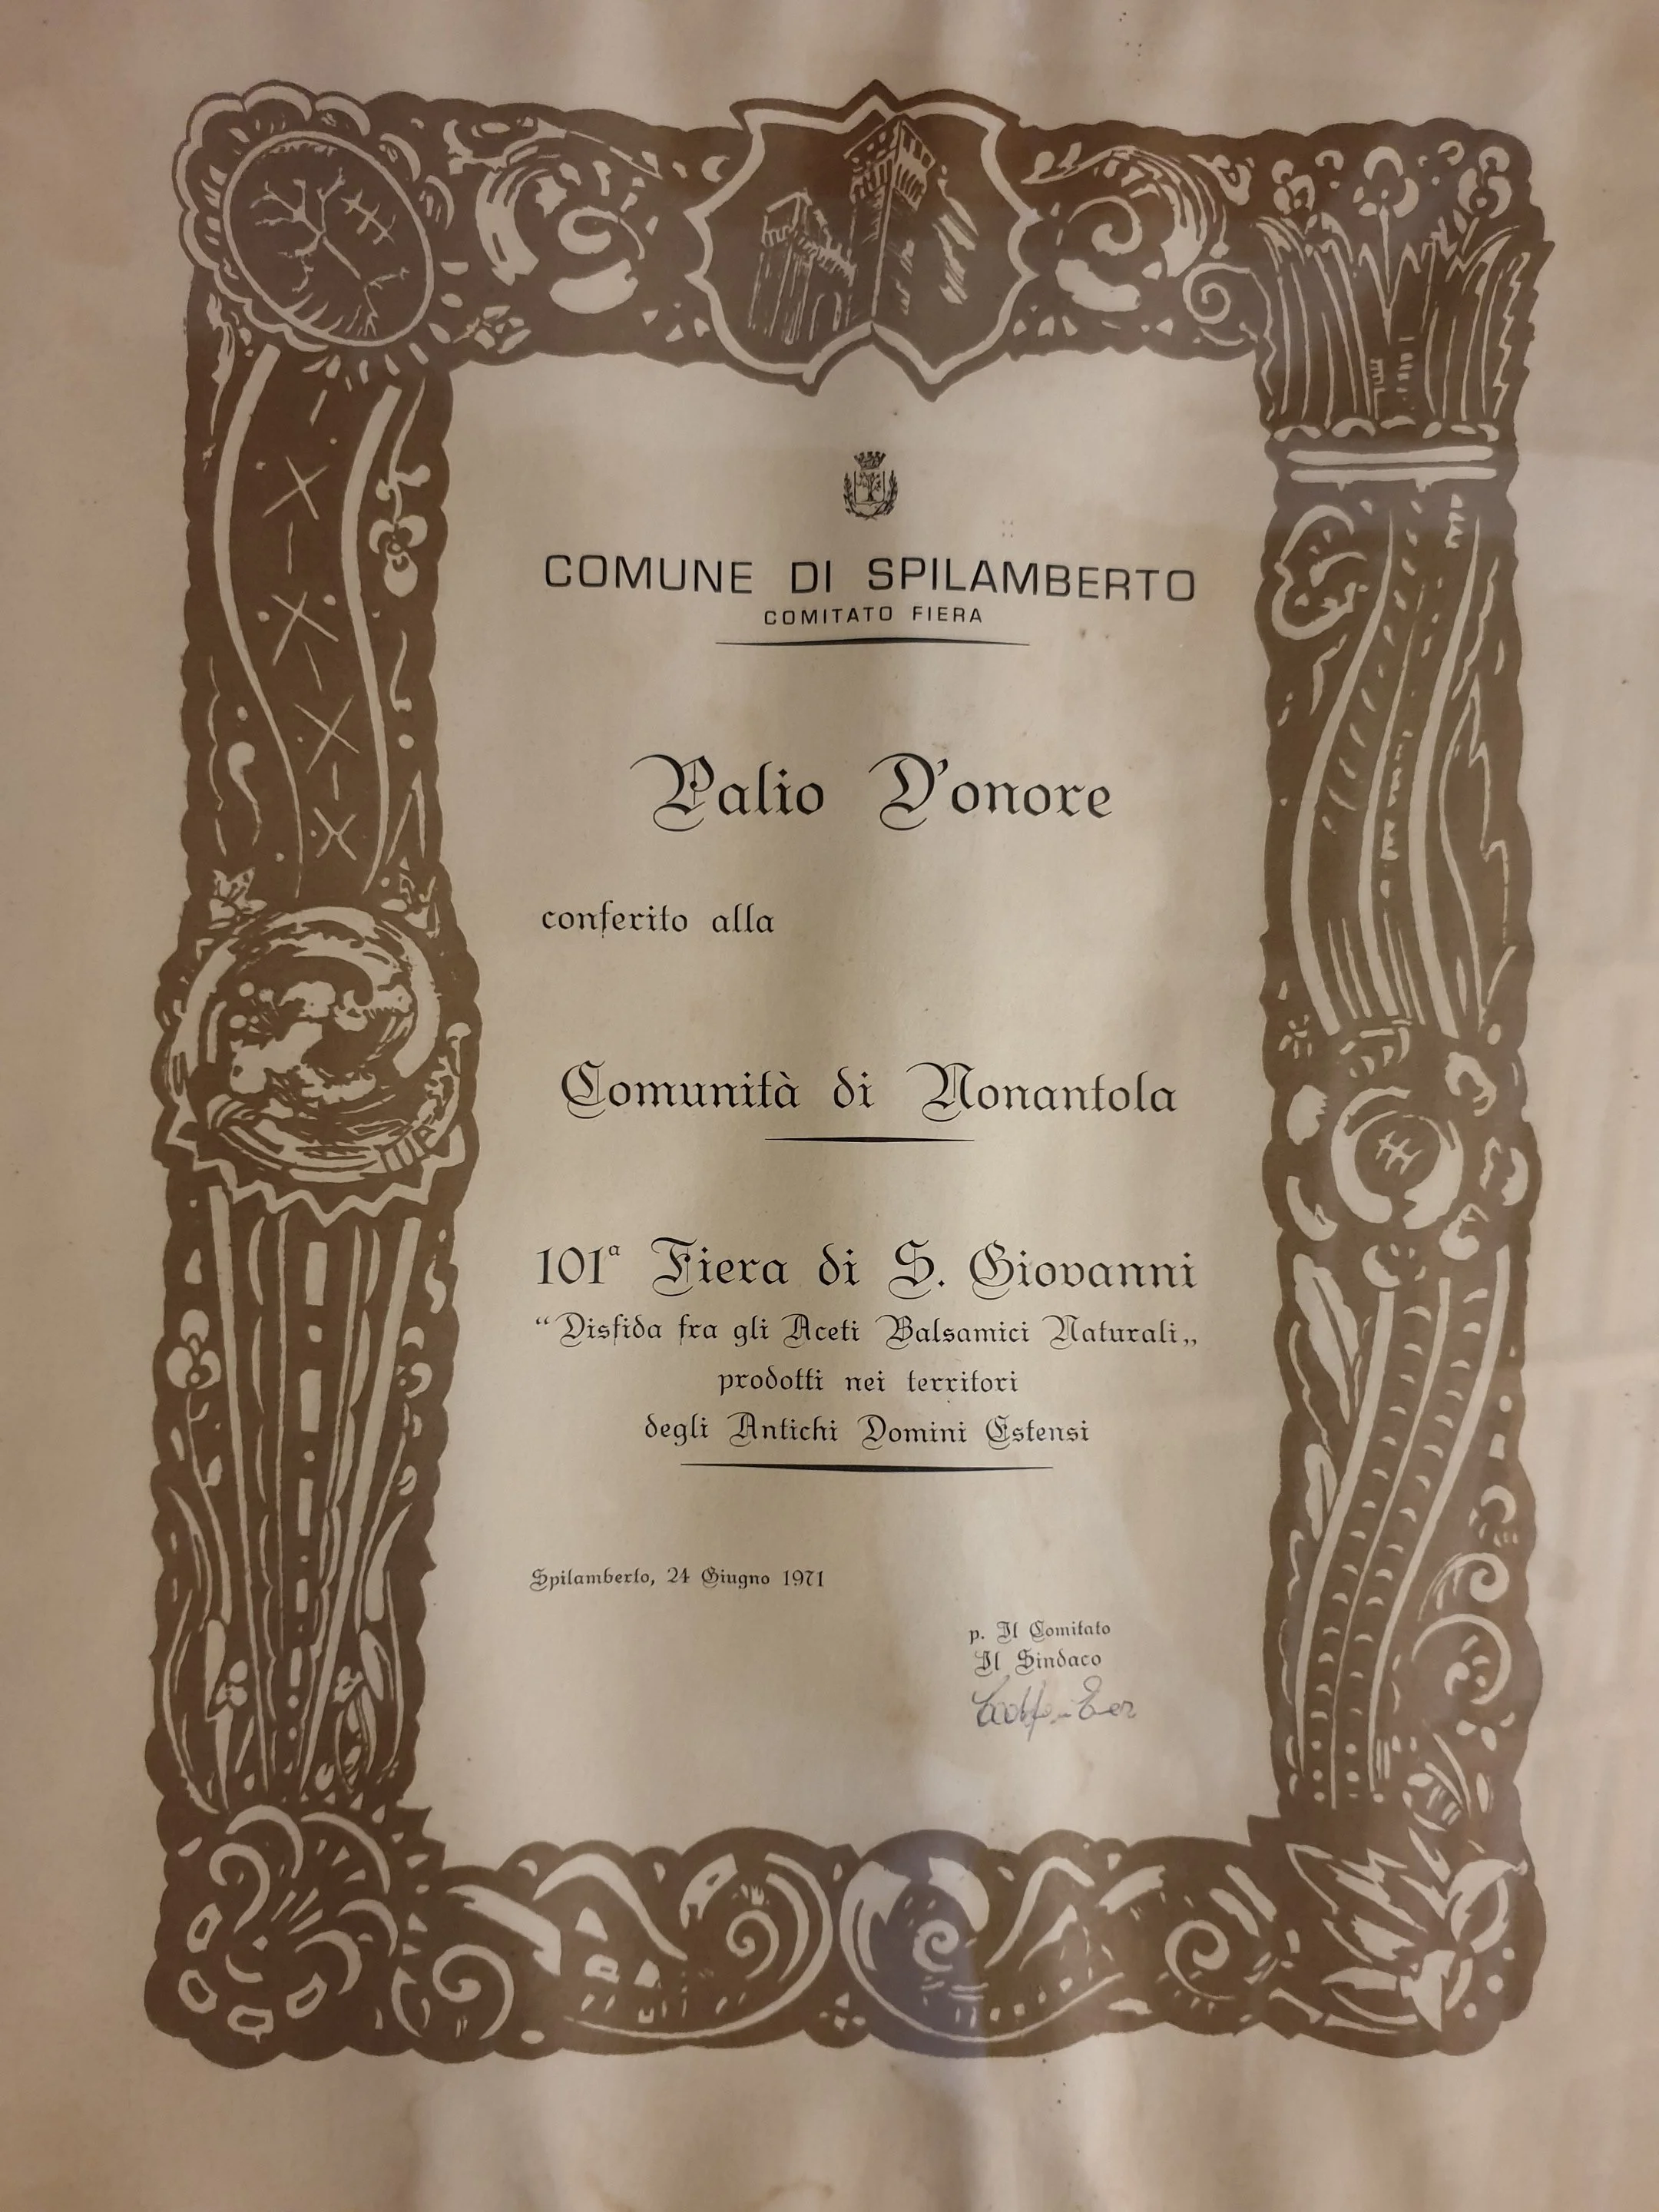 COMUNE DI SPILAMBERTO
COMITATO FIERA
Palio D'onore
conferito alla
Comunità di Nonantola
101ª Fiera di S. Giovanni
“Disfida fra gli Aceti Balsamici Naturali„
prodotti nei territori
degli Antichi Domini Estensi
Spilamberto, 24 Giugno 1971
p. Il Comitato
Il Sindaco